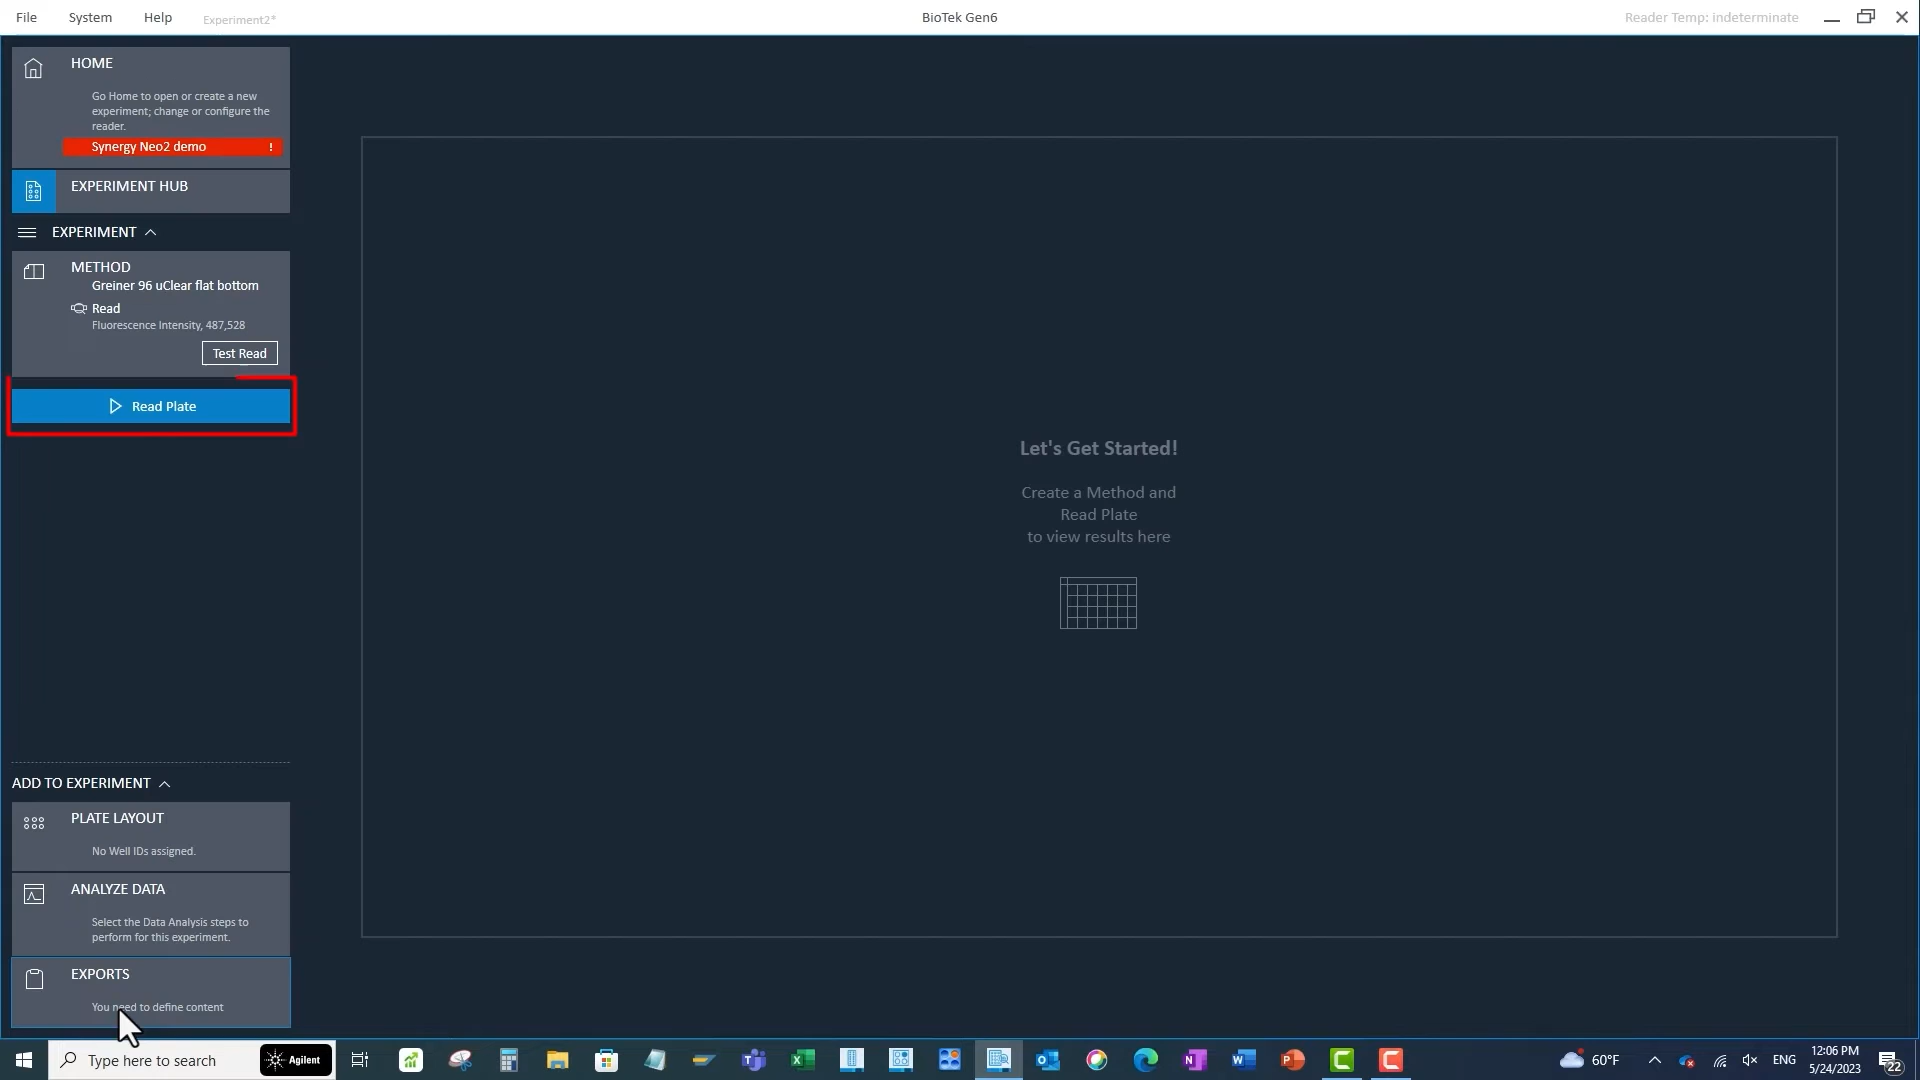 File System Help Experiment2*
BioTek Gen6
Reader Temp: indeterminate
HOME
Go Home to open or create a new
experiment; change or configure the
reader.
Synergy Neo2 demo !
EXPERIMENT HUB
EXPERIMENT
METHOD
Greiner 96 uClear flat bottom
Read
Fluorescence Intensity, 487,528
Test Read
Read Plate
Let's Get Started!
Create a Method and
Read Plate
to view results here
ADD TO EXPERIMENT
PLATE LAYOUT
No Well IDs assigned.
ANALYZE DATA
Select the Data Analysis steps to
perform for this experiment.
EXPORTS
You need to define content
Type here to search
Agilent
60°F
ENG
12:06 PM
5/24/2023
22